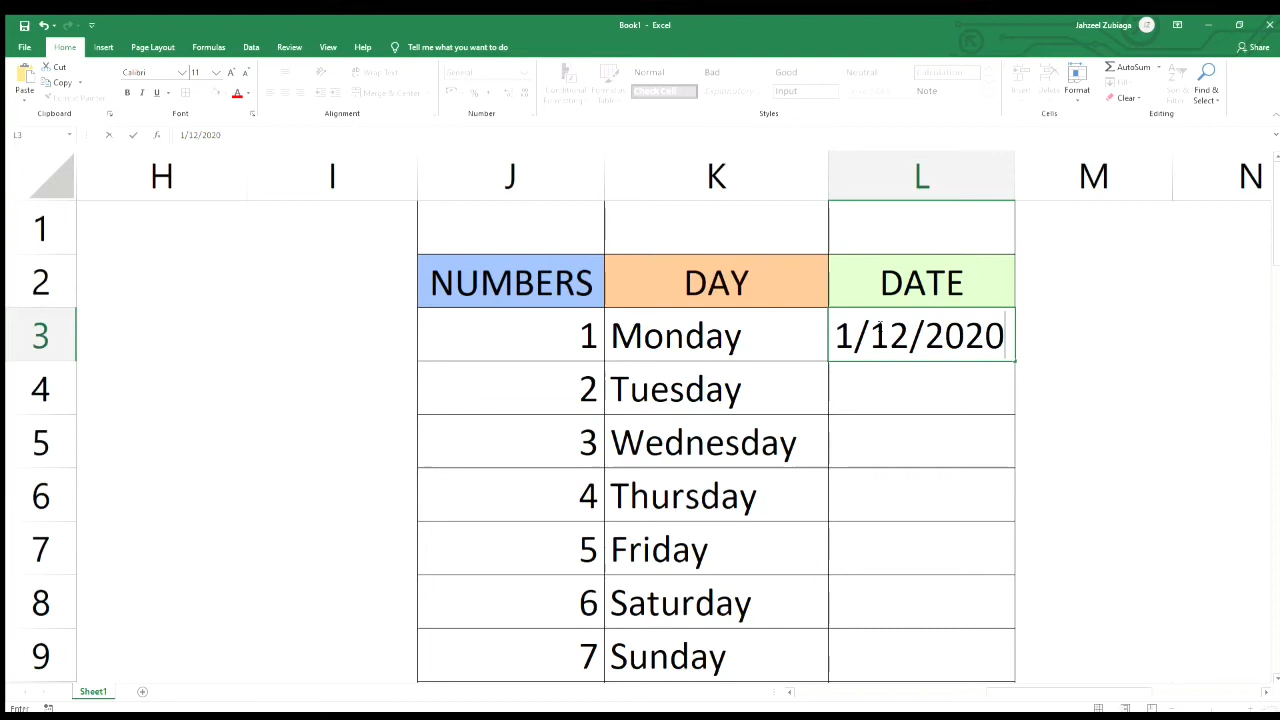 Book1 - Excel
Jahzeel Zubiaga
File Home Insert Page Layout Formulas Data Review View Help Tell me what you want to do Share
Paste
Cut
Copy
Format Painter
Clipboard
Calibri 11
B I U A
Font
Wrap Text
Merge & Center
Alignment
General
Number
Conditional Formatting
Format as Table
Normal Bad Good Neutral Calculation
Check Cell Explanatory ... Input Note
Styles
Insert Delete Format
Cells
AutoSum
Fill
Clear
Sort & Filter
Find & Select
Editing
L3 fx 1/12/2020
H I J K L M N
1
2 NUMBERS DAY DATE
3 1 Monday 1/12/2020
4 2 Tuesday
5 3 Wednesday
6 4 Thursday
7 5 Friday
8 6 Saturday
9 7 Sunday
Sheet1
Enter